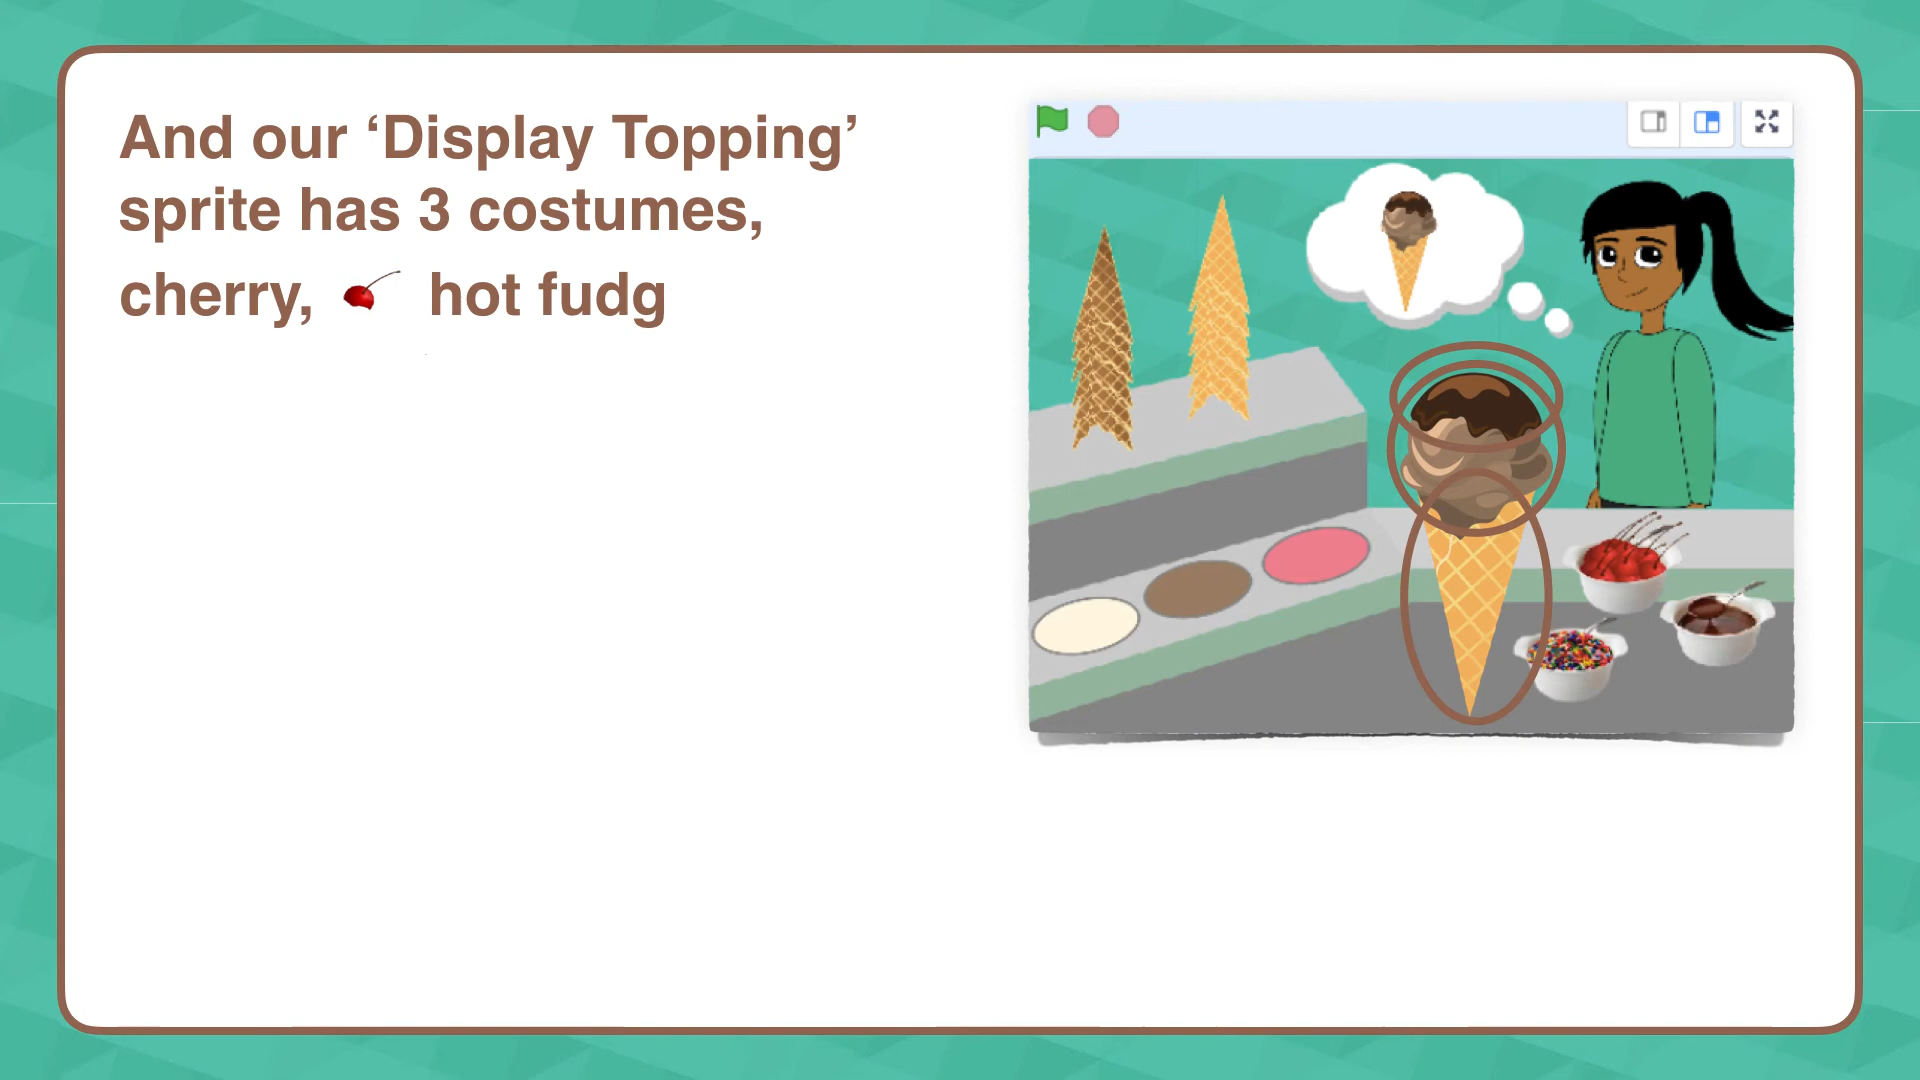 And our ‘Display Topping’
sprite has 3 costumes,
cherry, hot fudg